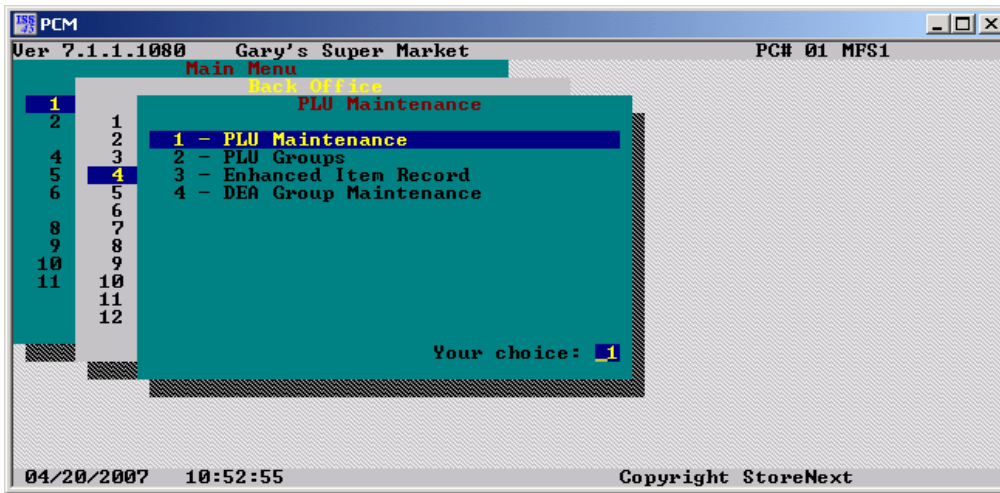 ISS 45 PCM
Ver 7.1.1.1080 Gary's Super Market PC# 01 MFS1
Main Menu
Back Office
1 PLU Maintenance
2 1
2 1 - PLU Maintenance
4 3 2 - PLU Groups
5 4 3 - Enhanced Item Record
6 5 4 - DEA Group Maintenance
6
8 7
9 8
10 9
11 10
11
12
Your choice: 1
04/20/2007 10:52:55 Copyright StoreNext